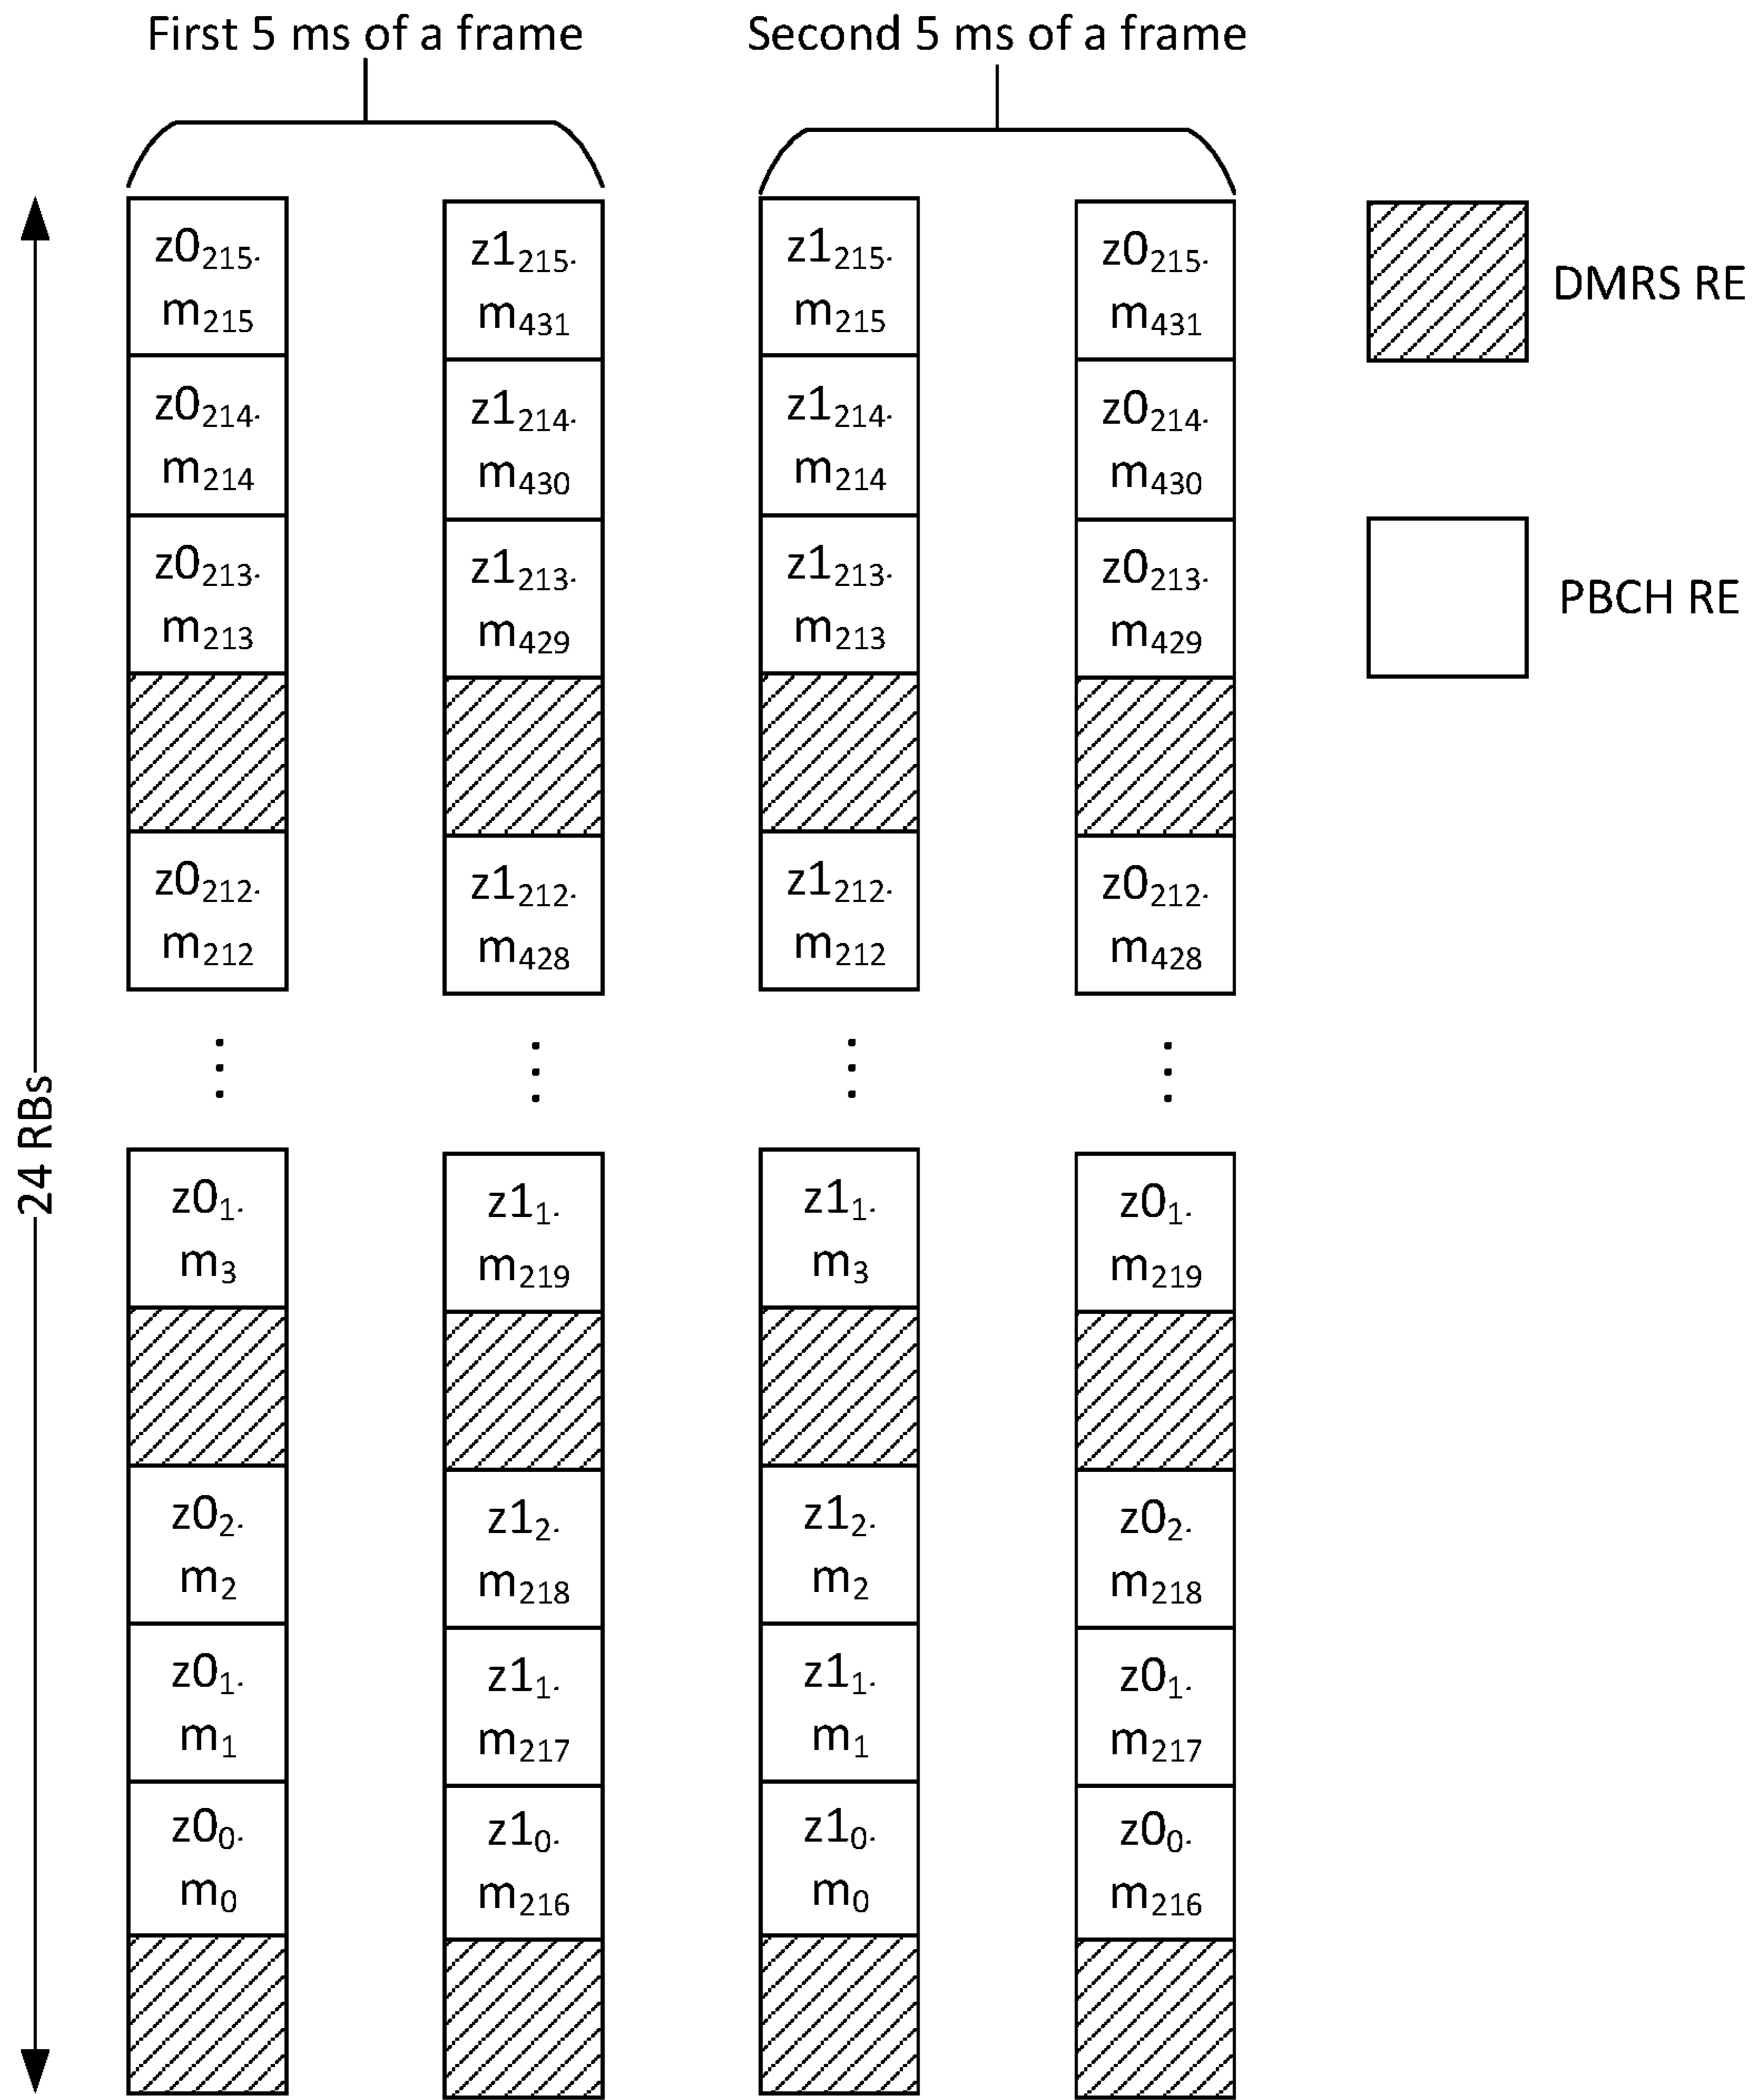 First 5 ms of a frame
Second 5 ms of a frame
24 RBs
z0₂₁₅.
m₂₁₅
z0₂₁₄.
m₂₁₄
z0₂₁₃.
m₂₁₃
z0₂₁₂.
m₂₁₂
⋮
z0₁.
m₃
z0₂.
m₂
z0₁.
m₁
z0₀.
m₀
z1₂₁₅.
m₄₃₁
z1₂₁₄.
m₄₃₀
z1₂₁₃.
m₄₂₉
z1₂₁₂.
m₄₂₈
⋮
z1₁.
m₂₁₉
z1₂.
m₂₁₈
z1₁.
m₂₁₇
z1₀.
m₂₁₆
z1₂₁₅.
m₂₁₅
z1₂₁₄.
m₂₁₄
z1₂₁₃.
m₂₁₃
z1₂₁₂.
m₂₁₂
⋮
z1₁.
m₃
z1₂.
m₂
z1₁.
m₁
z1₀.
m₀
z0₂₁₅.
m₄₃₁
z0₂₁₄.
m₄₃₀
z0₂₁₃.
m₄₂₉
z0₂₁₂.
m₄₂₈
⋮
z0₁.
m₂₁₉
z0₂.
m₂₁₈
z0₁.
m₂₁₇
z0₀.
m₂₁₆
DMRS RE
PBCH RE